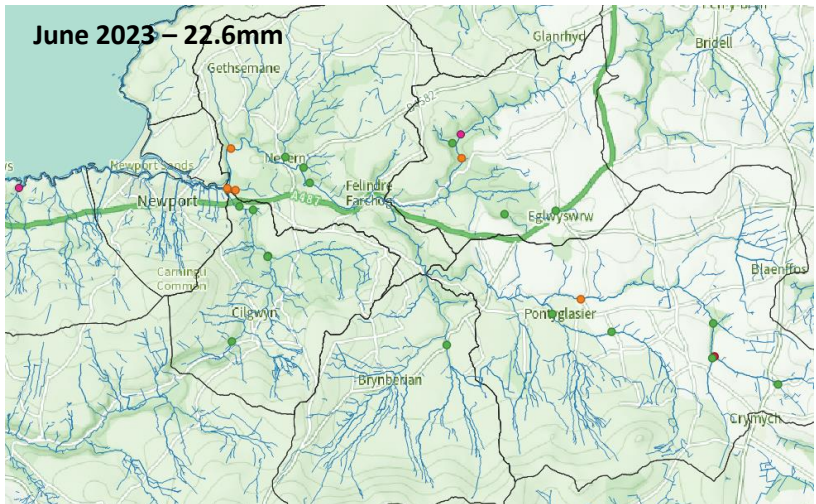 June 2023 – 22.6mm
Glanrhyd
Bridell
Gethsemane
Nevern
Newport Sands
Newport
A487
Felindre
Farchog
Eglwyswrw
Carningli
Common
Blaenffos
Cilgwyn
Pontyglasier
Brynberian
Crymych